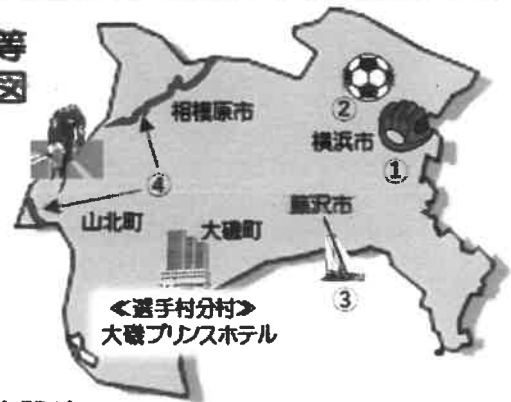 等
図
②
相模原市
横浜市
①
④
藤沢市
山北町
大磯町
③
≪選手村分村≫
大磯プリンスホテル